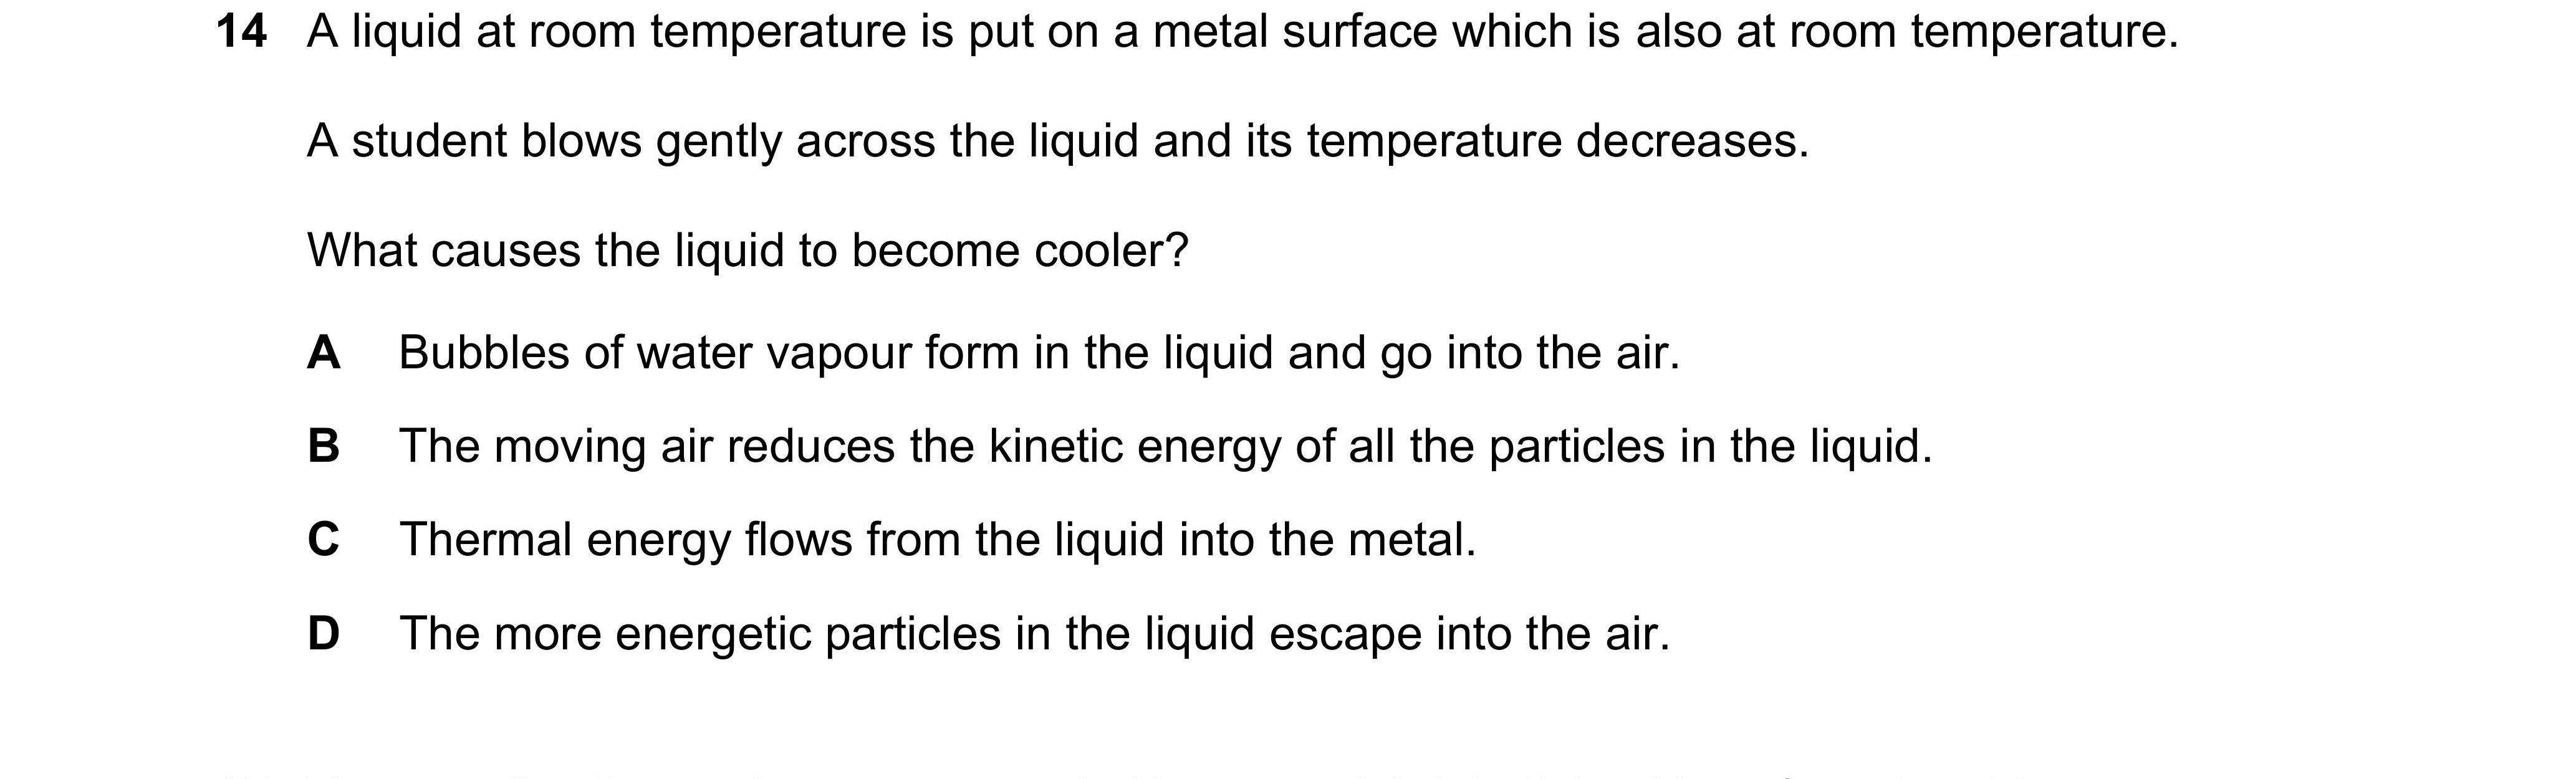 14 A liquid at room temperature is put on a metal surface which is also at room temperature.
A student blows gently across the liquid and its temperature decreases.
What causes the liquid to become cooler?
A Bubbles of water vapour form in the liquid and go into the air.
B The moving air reduces the kinetic energy of all the particles in the liquid.
C Thermal energy flows from the liquid into the metal.
D The more energetic particles in the liquid escape into the air.